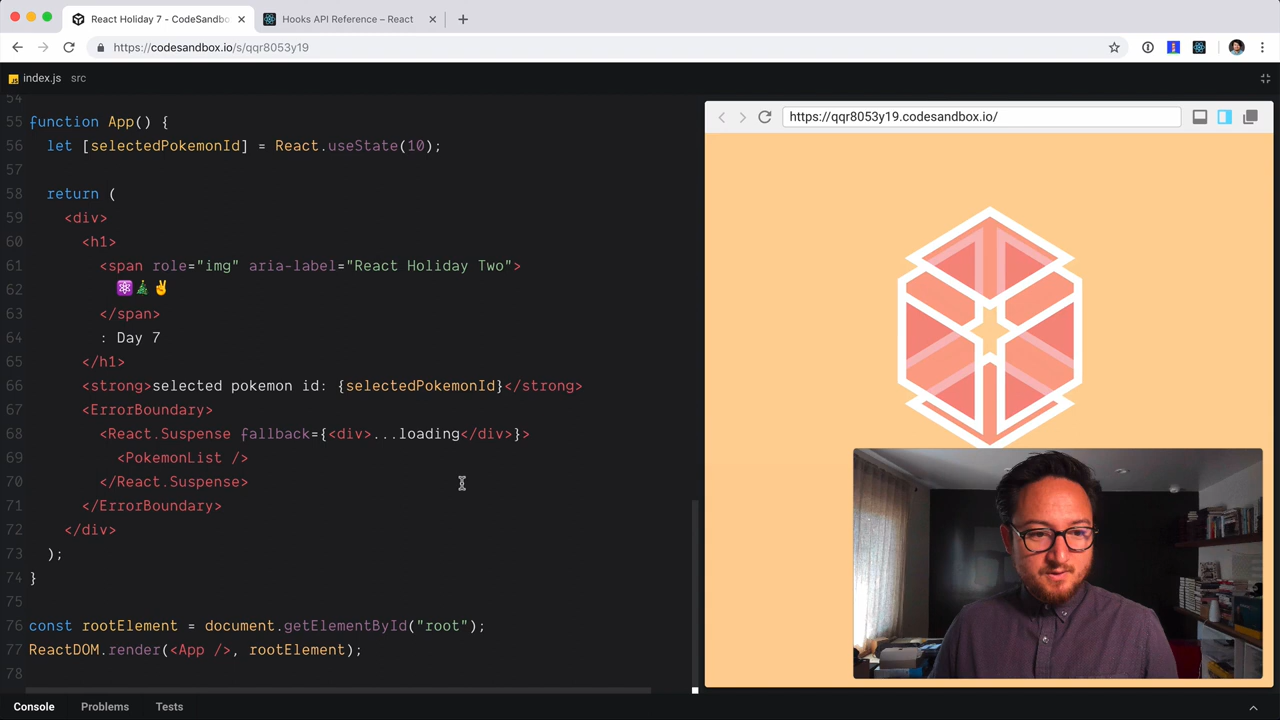 React Holiday 7 - CodeSandbo
Hooks API Reference – React
https://codesandbox.io/s/qqr8053y19
index.js src
54
55 function App() {
56 let [selectedPokemonId] = React.useState(10);
57
58 return (
59 <div>
60 <h1>
61 <span role="img" aria-label="React Holiday Two">
62 ⚛️🎄✌️
63 </span>
64 : Day 7
65 </h1>
66 <strong>selected pokemon id: {selectedPokemonId}</strong>
67 <ErrorBoundary>
68 <React.Suspense fallback={<div>...loading</div>}>
69 <PokemonList />
70 </React.Suspense>
71 </ErrorBoundary>
72 </div>
73 );
74 }
75
76 const rootElement = document.getElementById("root");
77 ReactDOM.render(<App />, rootElement);
78
https://qqr8053y19.codesandbox.io/
Console Problems Tests